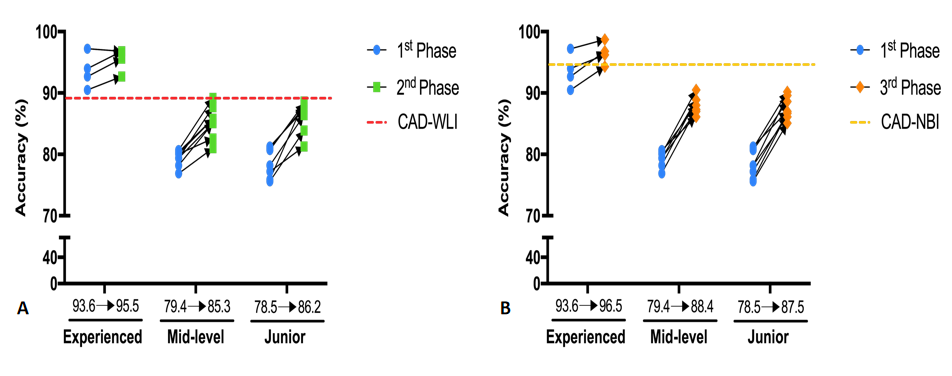 100
90
80
70
40
0
Accuracy (%)
1st Phase
2nd Phase
CAD-WLI
A
93.6 95.5
79.4 85.3
78.5 86.2
Experienced
Mid-level
Junior
100
90
80
70
40
0
Accuracy (%)
1st Phase
3rd Phase
CAD-NBI
B
93.6 96.5
79.4 88.4
78.5 87.5
Experienced
Mid-level
Junior